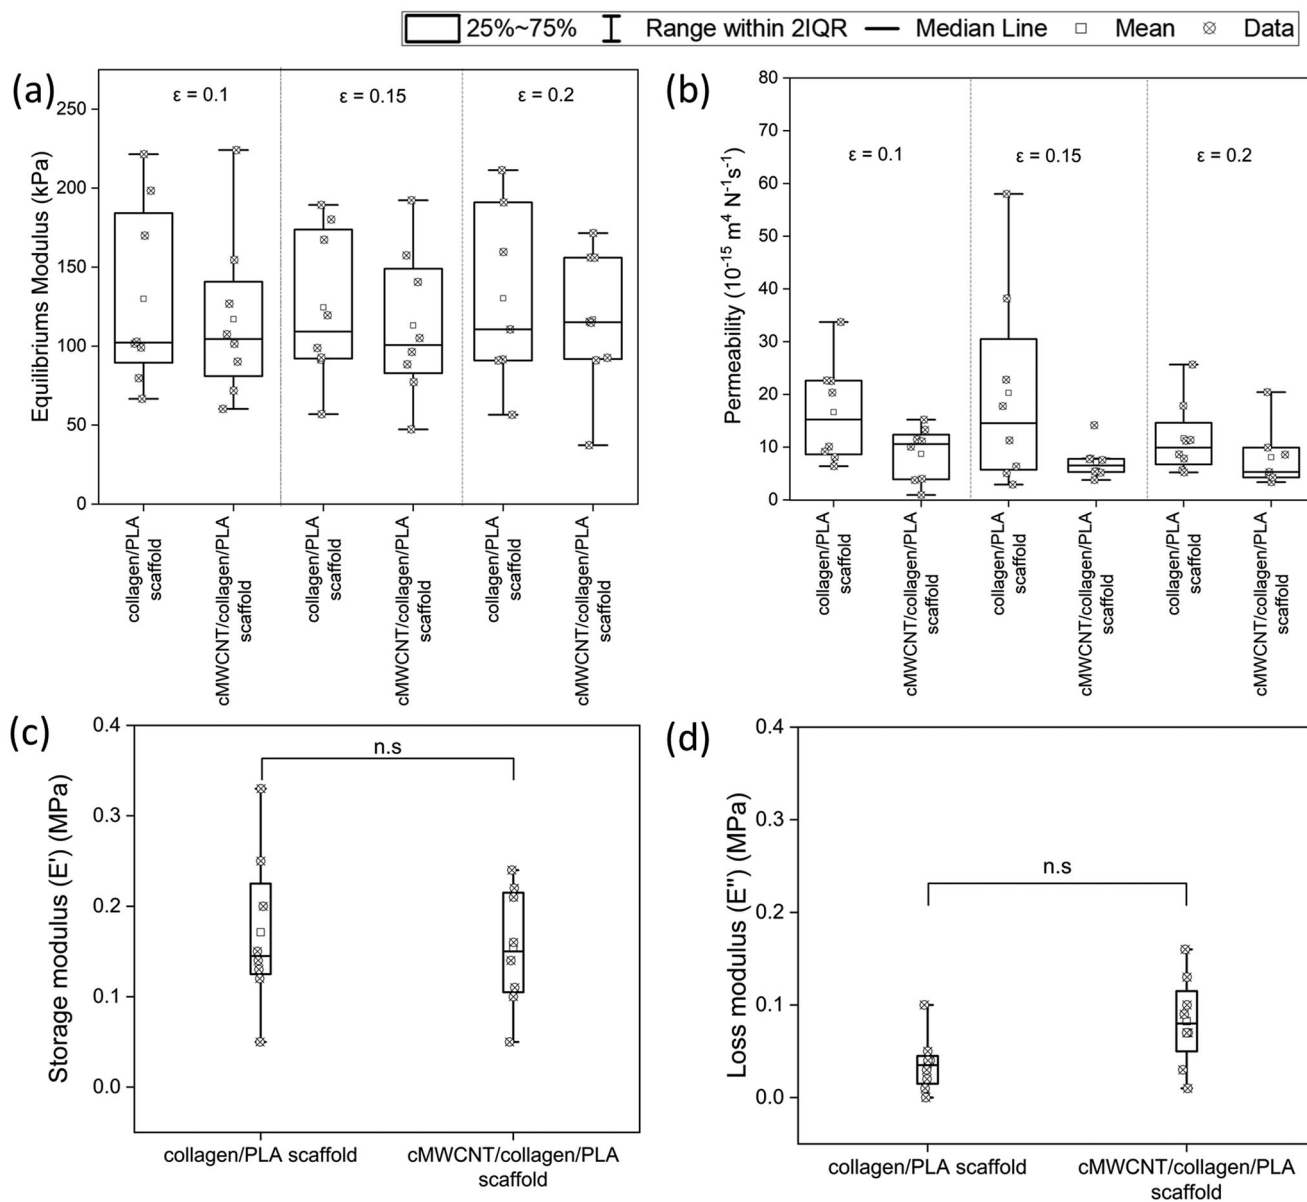 25%~75% Range within 2IQR Median Line Mean Data
(a)
ε = 0.1 ε = 0.15 ε = 0.2
Equilibriums Modulus (kPa)
250
200
150
100
50
0
collagen/PLA
scaffold
cMWCNT/collagen/PLA
scaffold
collagen/PLA
scaffold
cMWCNT/collagen/PLA
scaffold
collagen/PLA
scaffold
cMWCNT/collagen/PLA
scaffold
(b)
ε = 0.1 ε = 0.15 ε = 0.2
Permeability (10⁻¹⁵ m⁴ N⁻¹s⁻¹)
80
70
60
50
40
30
20
10
0
collagen/PLA
scaffold
cMWCNT/collagen/PLA
scaffold
collagen/PLA
scaffold
cMWCNT/collagen/PLA
scaffold
collagen/PLA
scaffold
cMWCNT/collagen/PLA
scaffold
(c)
n.s
Storage modulus (E') (MPa)
0.4
0.3
0.2
0.1
0.0
collagen/PLA scaffold
cMWCNT/collagen/PLA
scaffold
(d)
n.s
Loss modulus (E'') (MPa)
0.4
0.3
0.2
0.1
0.0
collagen/PLA scaffold
cMWCNT/collagen/PLA
scaffold